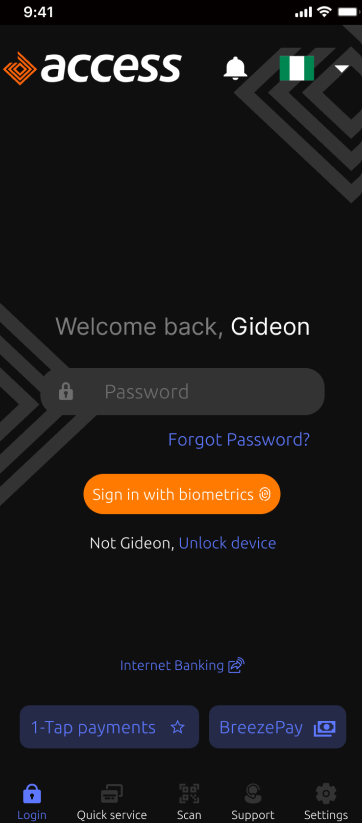 9:41
access
Welcome back, Gideon
Password
Forgot Password?
Sign in with biometrics
Not Gideon, Unlock device
Internet Banking
1-Tap payments
BreezePay
Login
Quick service
Scan
Support
Settings